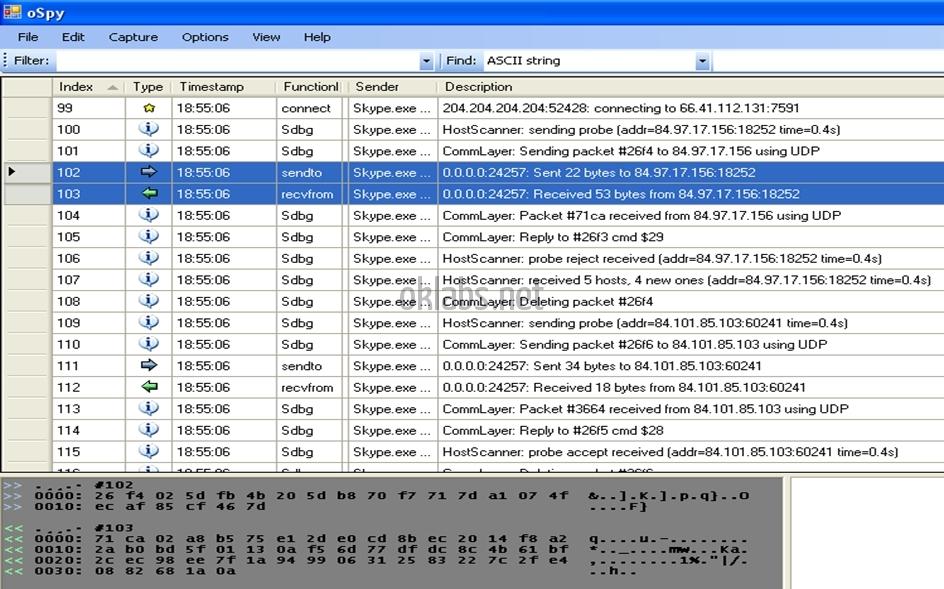 oSpy
File Edit Capture Options View Help
Filter: Find: ASCII string
Index Type Timestamp Functionl Sender Description
99 18:55:06 connect Skype.exe ... 204.204.204.204:52428: connecting to 66.41.112.131:7591
100 18:55:06 Sdbg Skype.exe ... HostScanner: sending probe (addr=84.97.17.156:18252 time=0.4s)
101 18:55:06 Sdbg Skype.exe ... CommLayer: Sending packet #26f4 to 84.97.17.156 using UDP
102 18:55:06 sendto Skype.exe ... 0.0.0.0:24257: Sent 22 bytes to 84.97.17.156:18252
103 18:55:06 recvfrom Skype.exe ... 0.0.0.0:24257: Received 53 bytes from 84.97.17.156:18252
104 18:55:06 Sdbg Skype.exe ... CommLayer: Packet #71ca received from 84.97.17.156 using UDP
105 18:55:06 Sdbg Skype.exe ... CommLayer: Reply to #26f3 cmd $29
106 18:55:06 Sdbg Skype.exe ... HostScanner: probe reject received (addr=84.97.17.156:18252 time=0.4s)
107 18:55:06 Sdbg Skype.exe ... HostScanner: received 5 hosts, 4 new ones (addr=84.97.17.156:18252 time=0.4s)
oklabs.net
108 18:55:06 Sdbg Skype.exe ... CommLayer: Deleting packet #26f4
109 18:55:06 Sdbg Skype.exe ... HostScanner: sending probe (addr=84.101.85.103:60241 time=0.4s)
110 18:55:06 Sdbg Skype.exe ... CommLayer: Sending packet #26f6 to 84.101.85.103 using UDP
111 18:55:06 sendto Skype.exe ... 0.0.0.0:24257: Sent 34 bytes to 84.101.85.103:60241
112 18:55:06 recvfrom Skype.exe ... 0.0.0.0:24257: Received 18 bytes from 84.101.85.103:60241
113 18:55:06 Sdbg Skype.exe ... CommLayer: Packet #3664 received from 84.101.85.103 using UDP
114 18:55:06 Sdbg Skype.exe ... CommLayer: Reply to #26f5 cmd $28
115 18:55:06 Sdbg Skype.exe ... HostScanner: probe accept received (addr=84.101.85.103:60241 time=0.4s)
>> .,,.- #102
>> 0000: 26 f4 02 5d fb 4b 20 5d b8 70 f7 71 7d a1 07 4f &..].K.].p.q}..O
>> 0010: ec af 85 cf 46 7d ....F}
<< .,,.- #103
<< 0000: 71 ca 02 a8 b5 75 e1 2d e0 cd 8b ec 20 14 f8 a2 q....u.-........
<< 0010: 2a b0 bd 5f 01 13 0a f5 6d 77 df dc 8c 4b 61 bf *.._....mw...Ka.
<< 0020: 2c ec 98 ee 7f 1a 94 99 06 31 25 83 22 7c 2f e4 ,........1%."|/.
<< 0030: 08 82 68 1a 0a ..h..